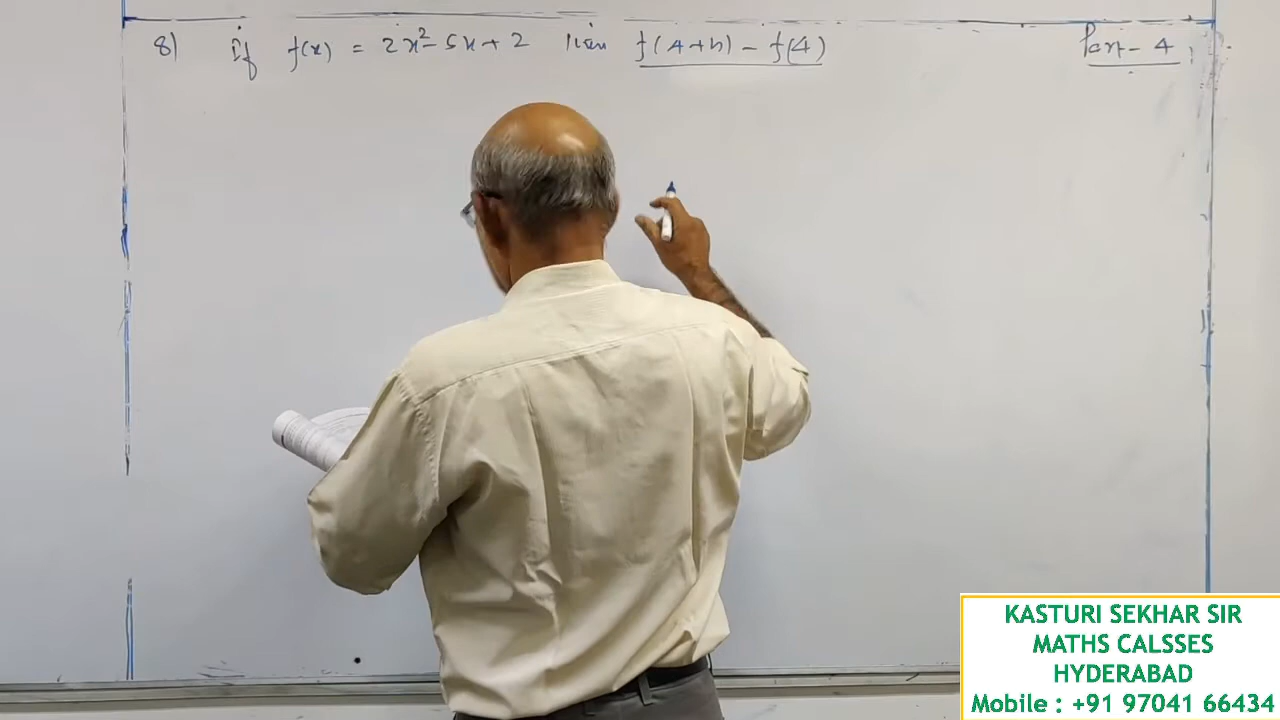 8) If f(x) = 2x²- 5x + 2 then f(4+h) - f(4)
Part - 4
KASTURI SEKHAR SIR
MATHS CALSSES
HYDERABAD
Mobile : +91 97041 66434